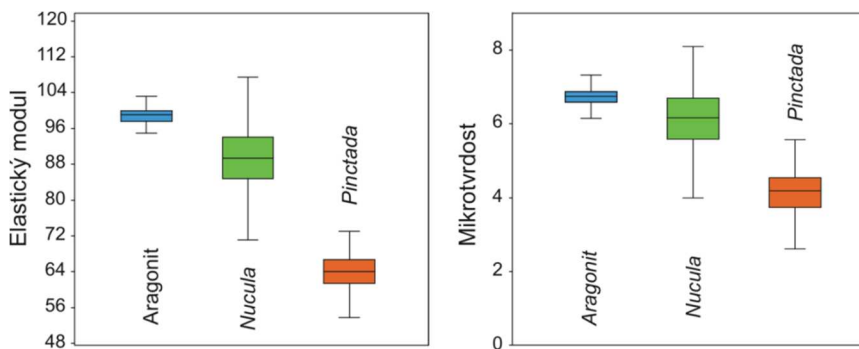 Elastický modul
120
112
104
96
88
80
72
64
56
48
Aragonit
Nucula
Pinctada
Mikrotvrdost
8
6
4
2
0
Aragonit
Nucula
Pinctada